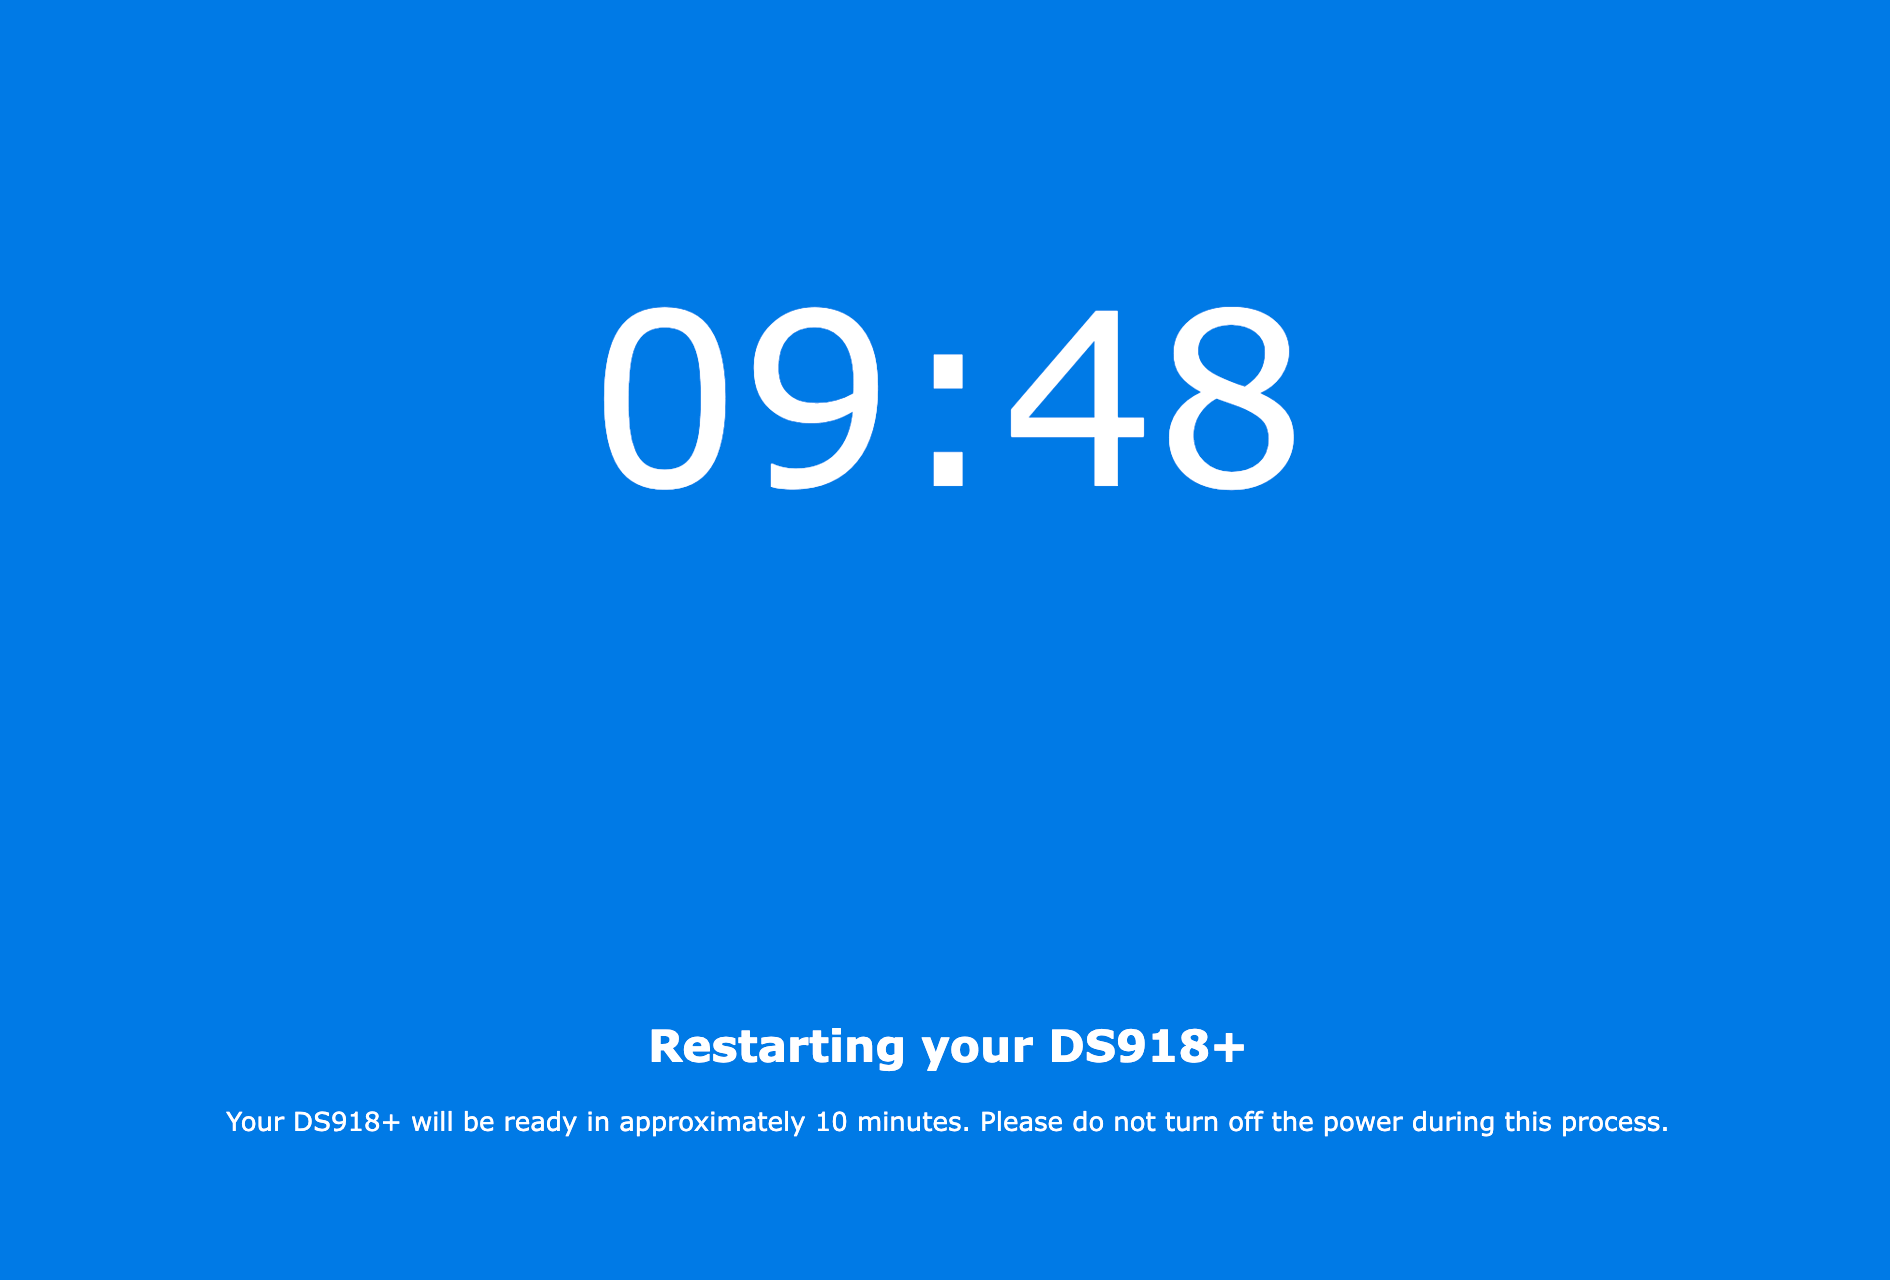 09:48
Restarting your DS918+
Your DS918+ will be ready in approximately 10 minutes. Please do not turn off the power during this process.